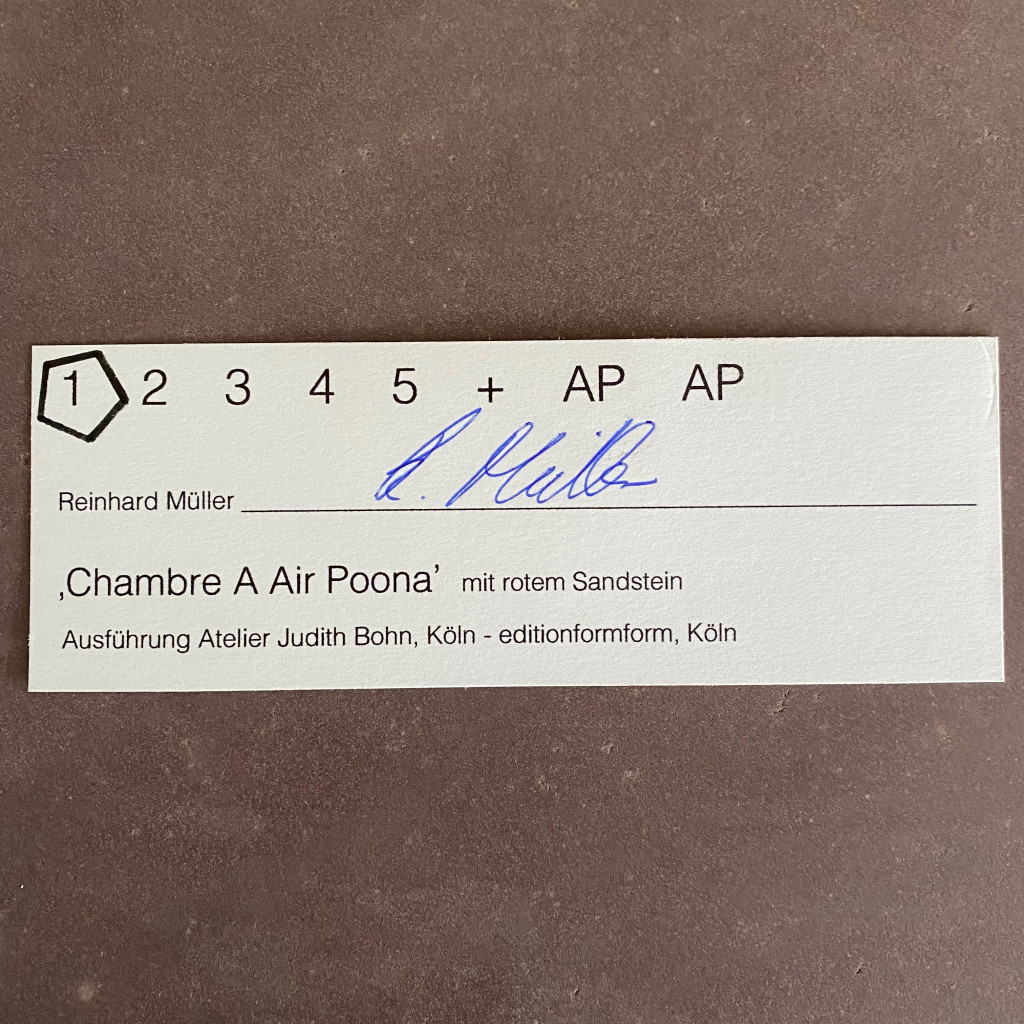 1 2 3 4 5 + AP AP
Reinhard Müller R. Müller
‚Chambre A Air Poona’ mit rotem Sandstein
Ausführung Atelier Judith Bohn, Köln - editionformform, Köln